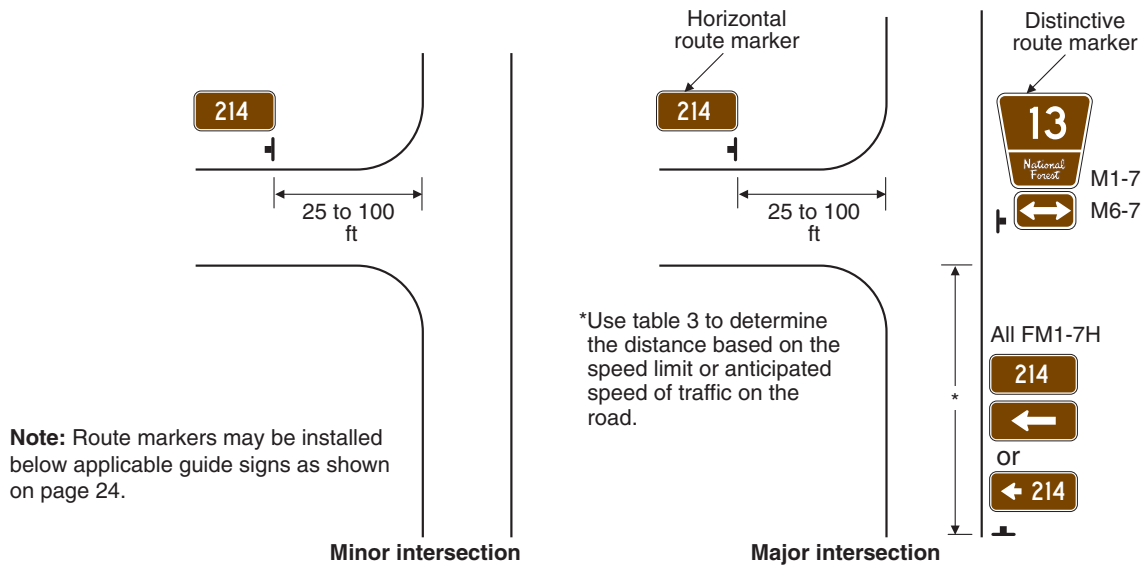 214
25 to 100
ft
Note: Route markers may be installed
below applicable guide signs as shown
on page 24.
Minor intersection
Horizontal
route marker
214
25 to 100
ft
*Use table 3 to determine
the distance based on the
speed limit or anticipated
speed of traffic on the
road.
*
Major intersection
Distinctive
route marker
13
National
Forest
M1-7
M6-7
All FM1-7H
214
or
214